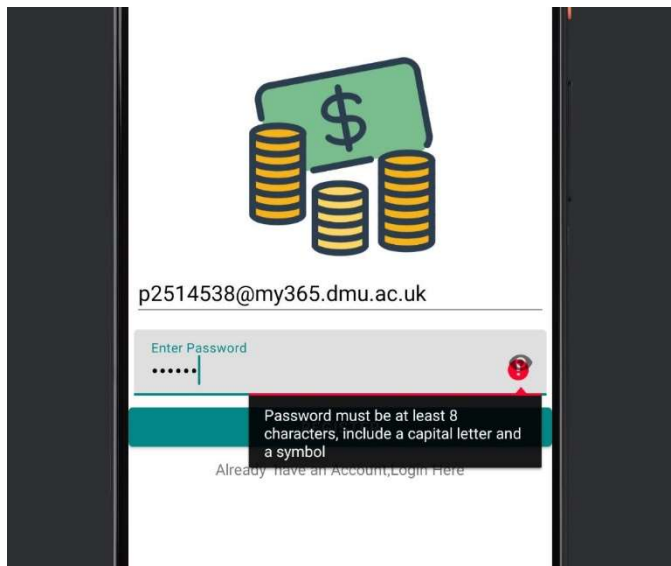 $
p2514538@my365.dmu.ac.uk
Enter Password
••••••
Password must be at least 8
characters, include a capital letter and
a symbol
Already have an Account,Login Here